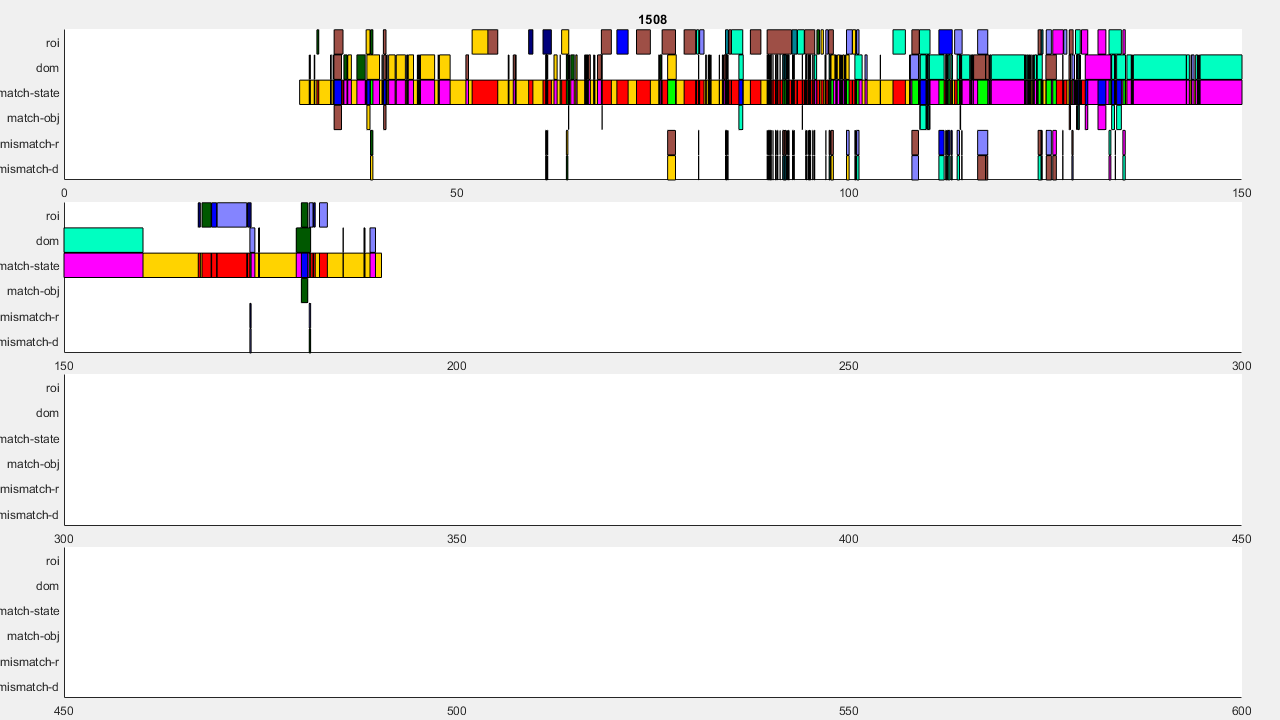 1508
roi
dom
match-state
match-obj
mismatch-r
mismatch-d
0 50 100 150
roi
dom
match-state
match-obj
mismatch-r
mismatch-d
150 200 250 300
roi
dom
match-state
match-obj
mismatch-r
mismatch-d
300 350 400 450
roi
dom
match-state
match-obj
mismatch-r
mismatch-d
450 500 550 600